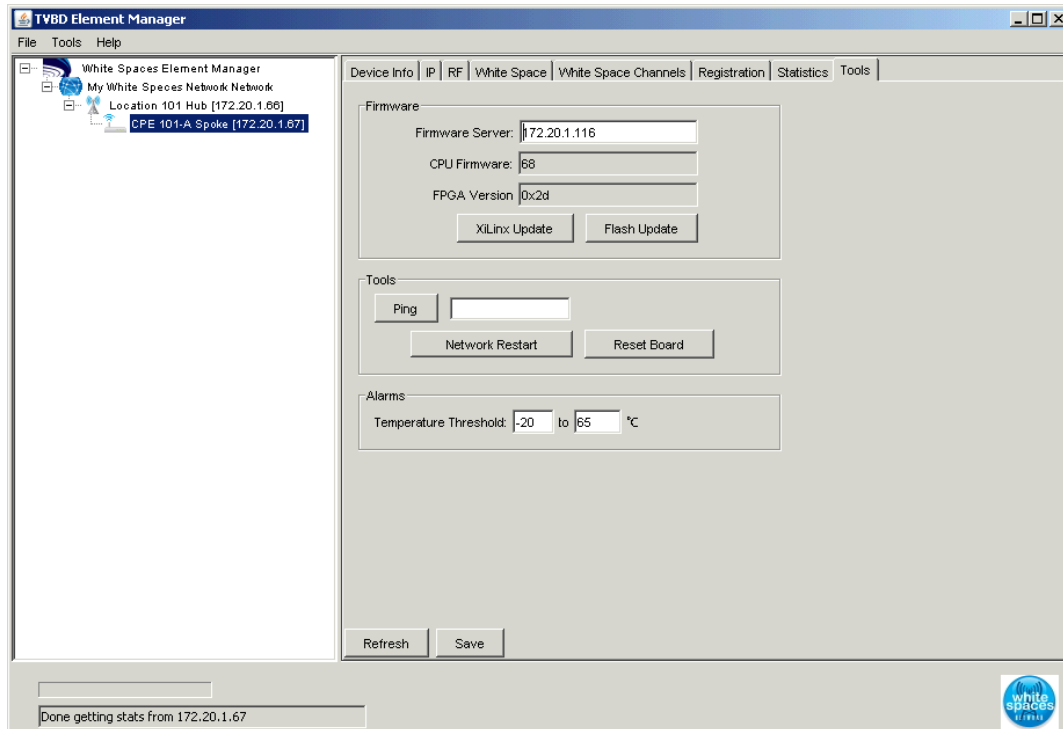 TVBD Element Manager
File Tools Help
White Spaces Element Manager
My White Speces Network Network
Location 101 Hub [172.20.1.66]
CPE 101-A Spoke [172.20.1.67]
Device Info IP RF White Space White Space Channels Registration Statistics Tools
Firmware
Firmware Server: 172.20.1.116
CPU Firmware: 68
FPGA Version 0x2d
XiLinx Update Flash Update
Tools
Ping
Network Restart Reset Board
Alarms
Temperature Threshold: -20 to 65 °C
Refresh Save
Done getting stats from 172.20.1.67
white
spaces
NETWORK